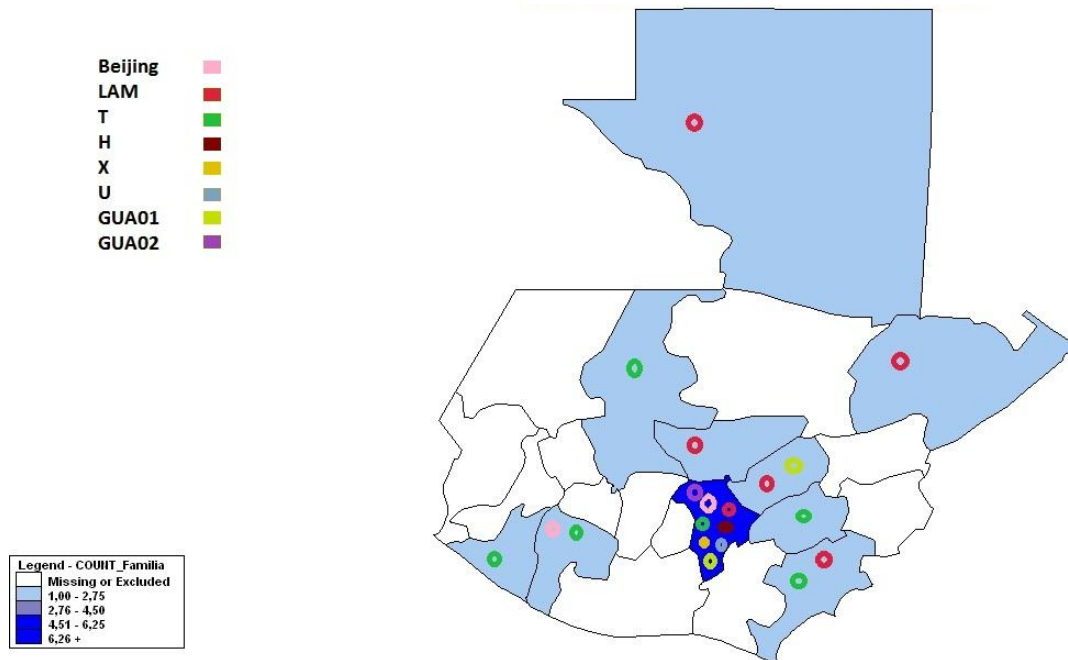 Beijing
LAM
T
H
X
U
GUA01
GUA02
Legend - COUNT_Familia
Missing or Excluded
1,00 - 2,75
2,76 - 4,50
4,51 - 6,25
6,26 +